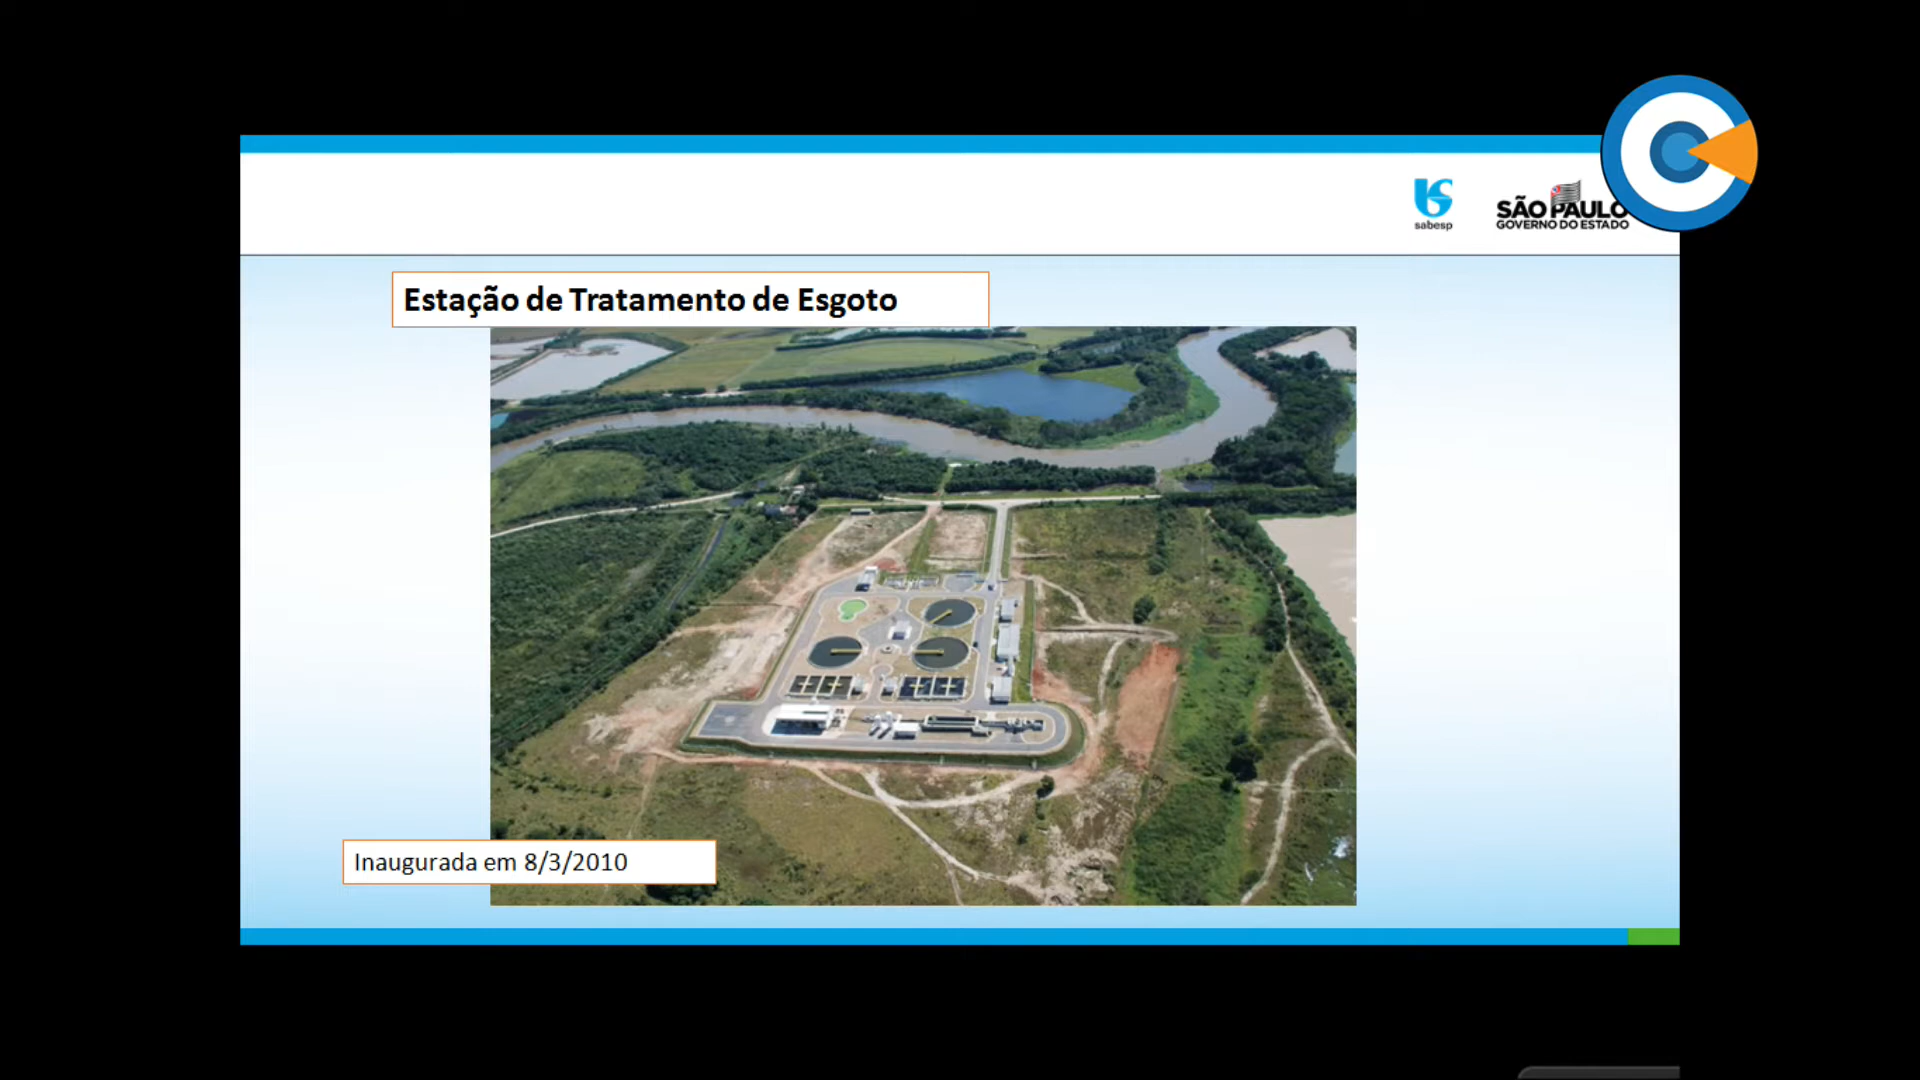 sabesp
SÃO PAULO
GOVERNO DO ESTADO
Estação de Tratamento de Esgoto
Inaugurada em 8/3/2010